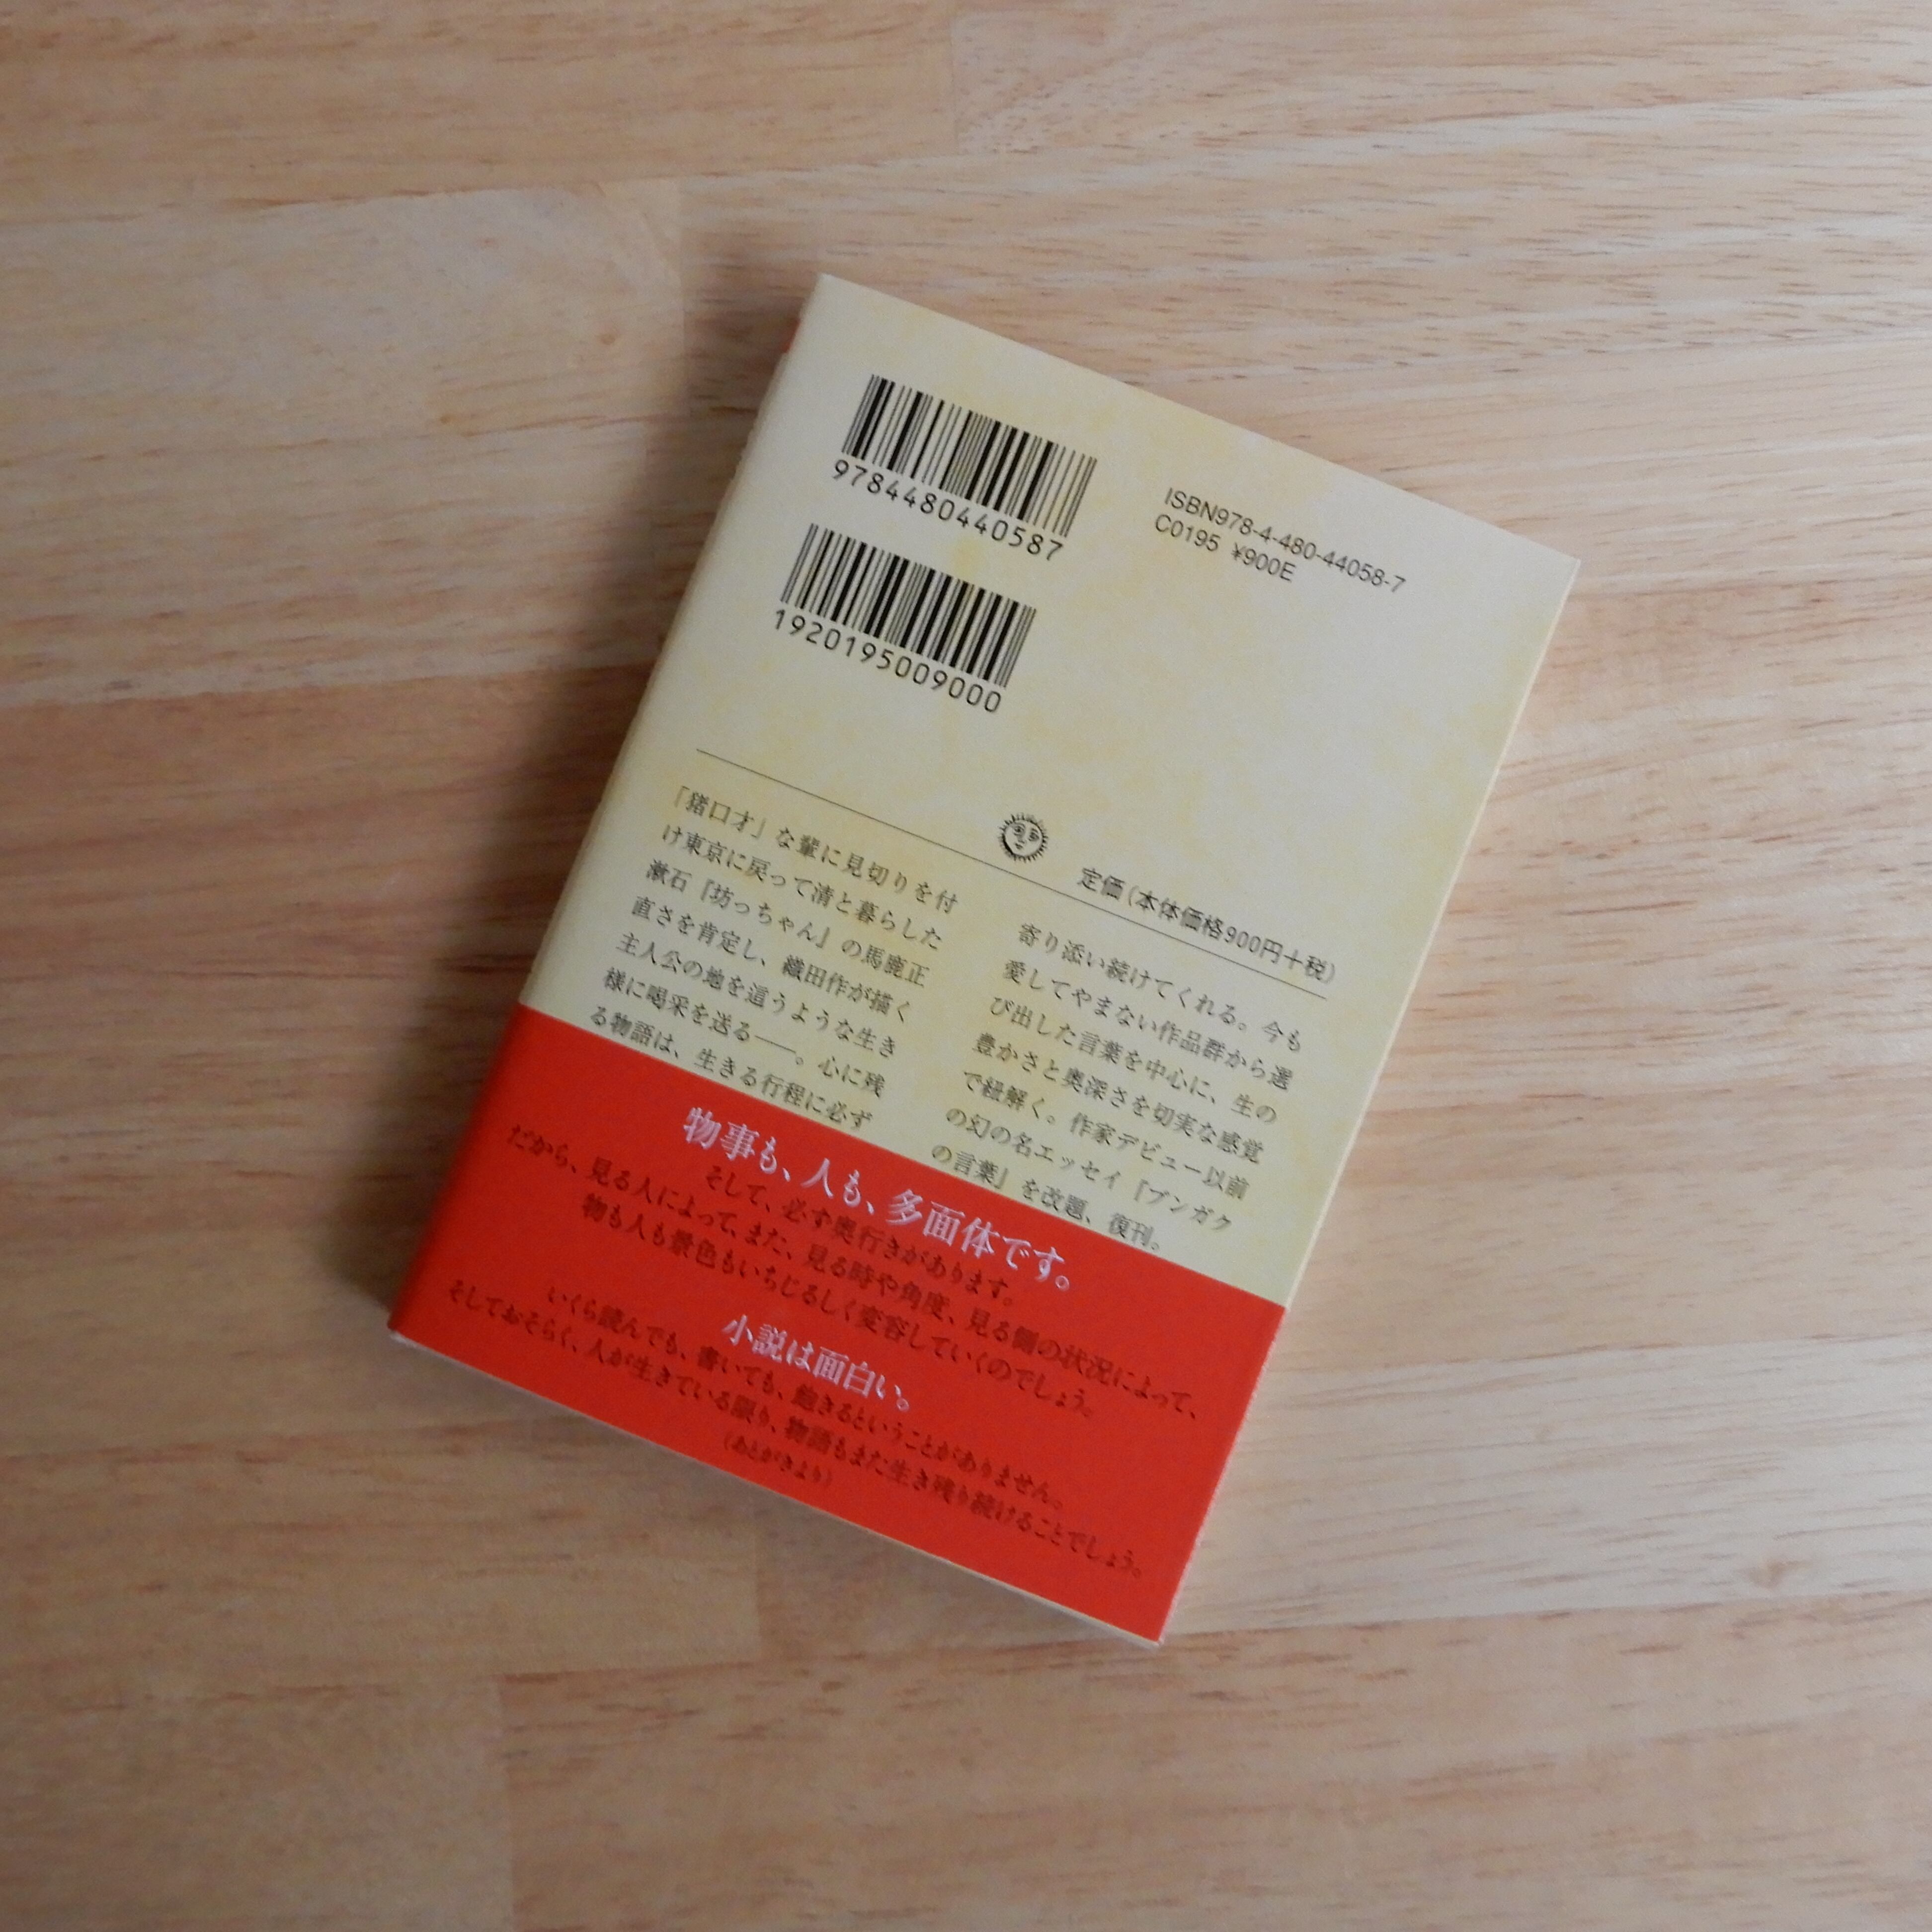 9784480440587
ISBN978-4-480-44058-7
C0195 ¥900E
1920195009000
定価(本体価格900円+税)
「猪口才」な輩に見切りを付
け東京に戻って清と暮らした
漱石『坊っちゃん』の馬鹿正
直さを肯定し、織田作が描く
主人公の地を這うような生き
様に喝采を送る――。心に残
る物語は、生きる行程に必ず
寄り添い続けてくれる。今も
愛してやまない作品群から選
び出した言葉を中心に、生の
豊かさと奥深さを切実な感覚
で紐解く。作家デビュー以前
の幻の名エッセイ『ブンガク
の言葉』を改題、復刊。
物事も、人も、多面体です。
そして、必ず奥行きがあります。
だから、見る人によって、また、見る時や角度、見る側の状況によって、
物も人も景色もいちじるしく変容していくのでしょう。
小説は面白い。
いくら読んでも、書いても、飽きるということがありません。
そしておそらく、人が生きている限り、物語もまた生き残り続けることでしょう。
(あとがきより)